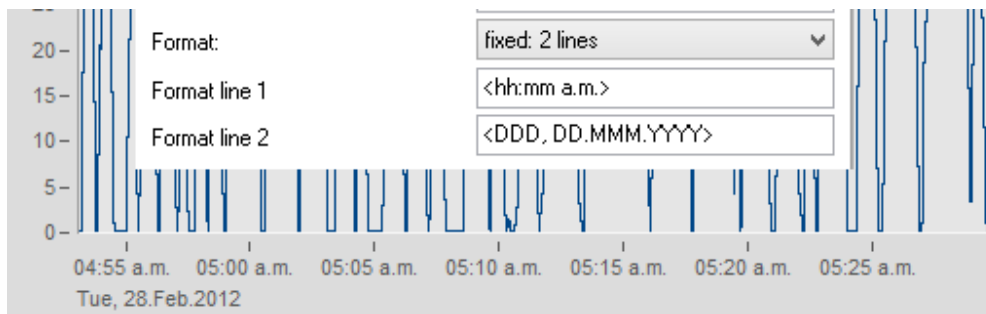 20
Format: fixed: 2 lines
15
Format line 1 <hh:mm a.m.>
10
Format line 2 <DDD, DD.MMM.YYYY>
5
0
04:55 a.m. 05:00 a.m. 05:05 a.m. 05:10 a.m. 05:15 a.m. 05:20 a.m. 05:25 a.m.
Tue, 28.Feb.2012